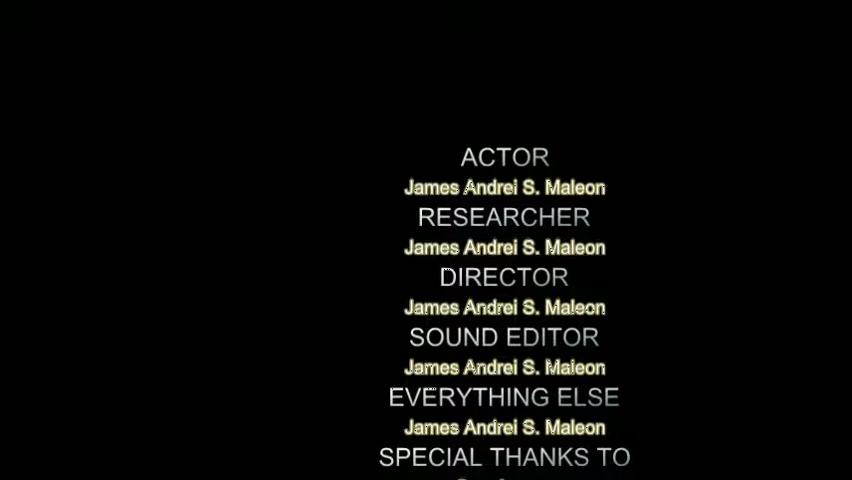 ACTOR
James Andrei S. Maleon
RESEARCHER
James Andrei S. Maleon
DIRECTOR
James Andrei S. Maleon
SOUND EDITOR
James Andrei S. Maleon
EVERYTHING ELSE
James Andrei S. Maleon
SPECIAL THANKS TO